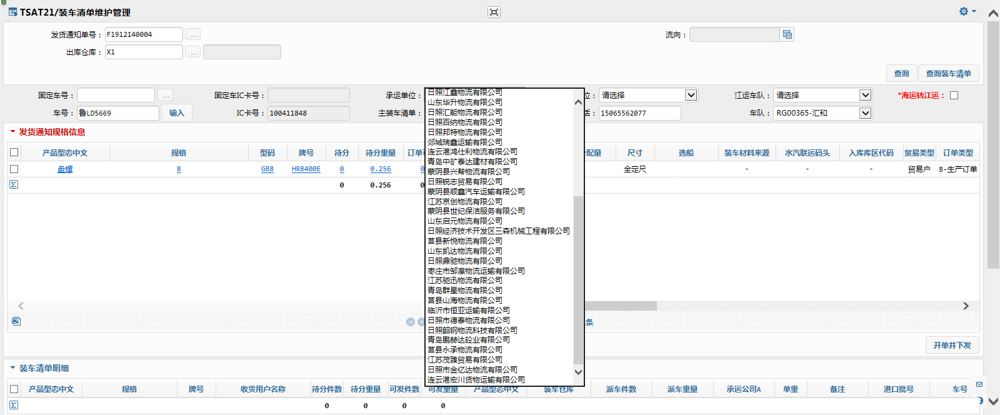 TSAT21/装车清单维护管理
发货通知单号： F1912140004 ... 流向：
出库仓库： X1 ...
查询 查询装车清单
固定车号： ... 固定车IC卡号： 承运单位： 位： 请选择 江运车队： 请选择 *海运转江运：
车号： 鲁LD5669 输入 IC卡号： 100411848 主装车清单： 话： 15065562077 车队： RG00365-汇和
日照江鑫物流有限公司
山东华升物流有限公司
日照汇能物流有限公司
日照百纳物流有限公司
日照邦特物流有限公司
郯城瑞鑫运输有限公司
连云港鸿仕利物流有限公司
青岛中矿泰达建材有限公司
蒙阴县兴帮物流有限公司
日照锐志贸易有限公司
蒙阴县顺鑫汽车运输有限公司
江苏京创物流有限公司
蒙阴县世纪保洁服务有限公司
山东启元物流有限公司
日照经济技术开发区三森机械工程有限公司
莒县新悦物流有限公司
山东凯达物流有限公司
日照鼎驰物流有限公司
枣庄市邹瀛物流运输有限公司
江苏驰迅物流有限公司
青岛群星物流有限公司
莒县山海物流有限公司
临沂市恒亚运输有限公司
日照市德泰物流有限公司
日照韶钢物流科技有限公司
青岛鹏赫达砼业有限公司
莒县永承物流有限公司
江苏茂臻贸易有限公司
日照市金亿达物流有限公司
连云港宏川货物运输有限公司
发货通知规格信息
产品型态中文 规格 型码 牌号 待分 待分重量 订单 配量 尺寸 选船 装车材料来源 水汽联运码头 入库库区代码 贸易类型 订单类型
盘螺 8 GB8 HRB400E 0 0.256 0 全定尺 - - - 贸易户 B-生产订单
Σ 0 0.256 0
条
开单并下发
装车清单明细
产品型态中文 规格 牌号 收货用户名称 待分件数 待分重量 可发件数 可发重量 产品型态中文 装车仓库 派车件数 派车重量 承运公司A 单重 备注 港口批号 车号
Σ 0 0 0 0